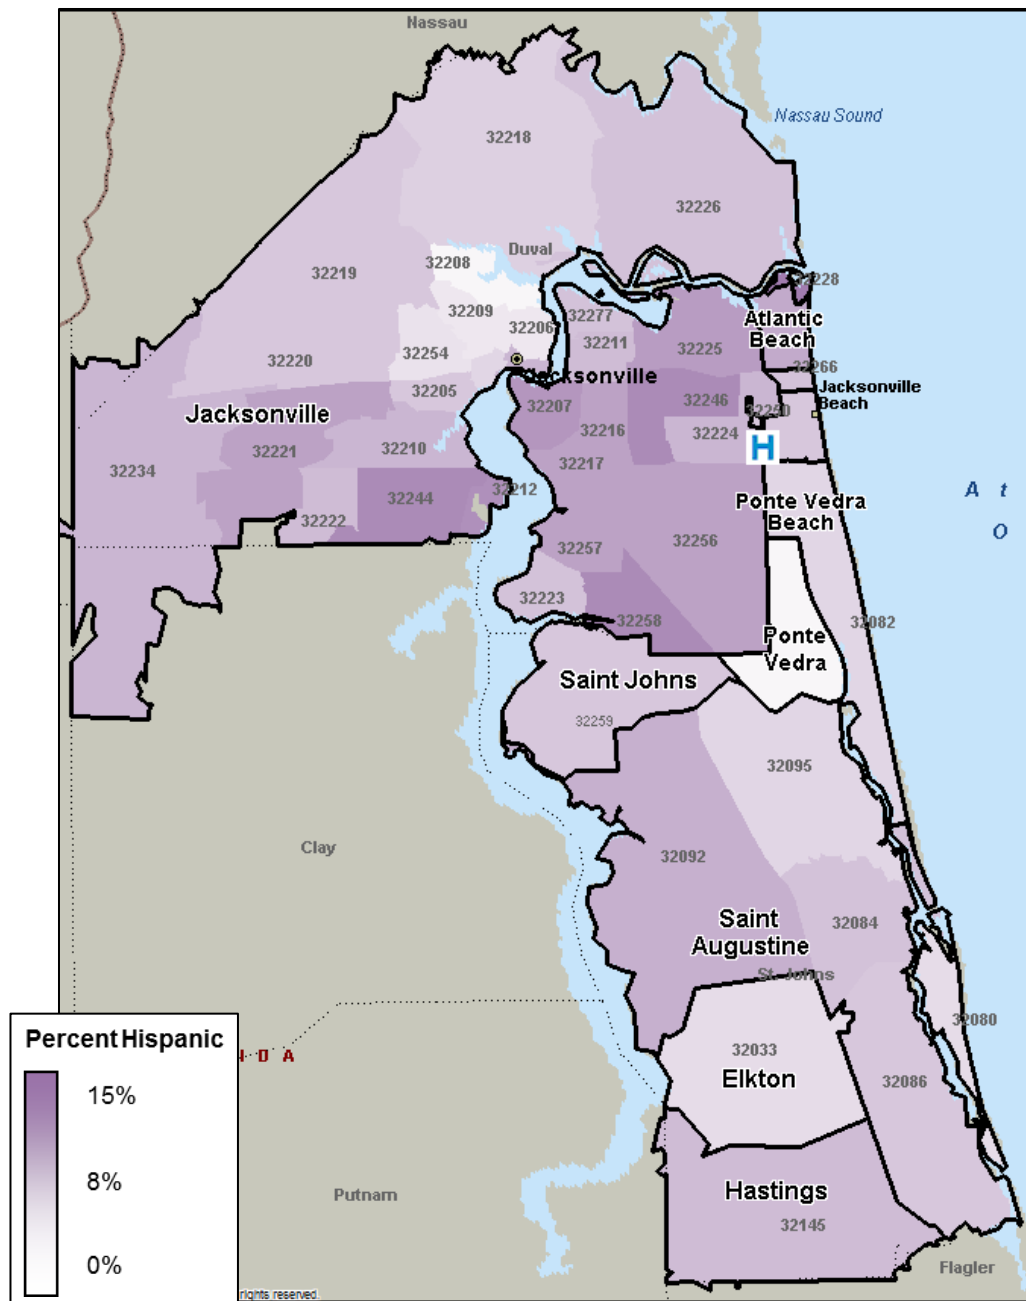 Nassau
Nassau Sound
32218
32226
Duval
32208
32219
32228
32209
32277
32206
Atlantic
Beach
32211
32225
32254
32220
32266
Jacksonville
Jacksonville
Beach
32205
32207
32246
32250
Jacksonville
32216
32224
32221
32210
H
32217
32234
32244
32212
A t
Ponte Vedra
Beach
O
32222
32257
32256
32223
32258
32082
Ponte
Vedra
Saint Johns
32259
32095
Clay
32092
Saint
Augustine
32084
St. Johns
32080
32033
Elkton
32086
Hastings
32145
Putnam
Flagler
Percent Hispanic
15%
8%
0%
I D A
rights reserved.